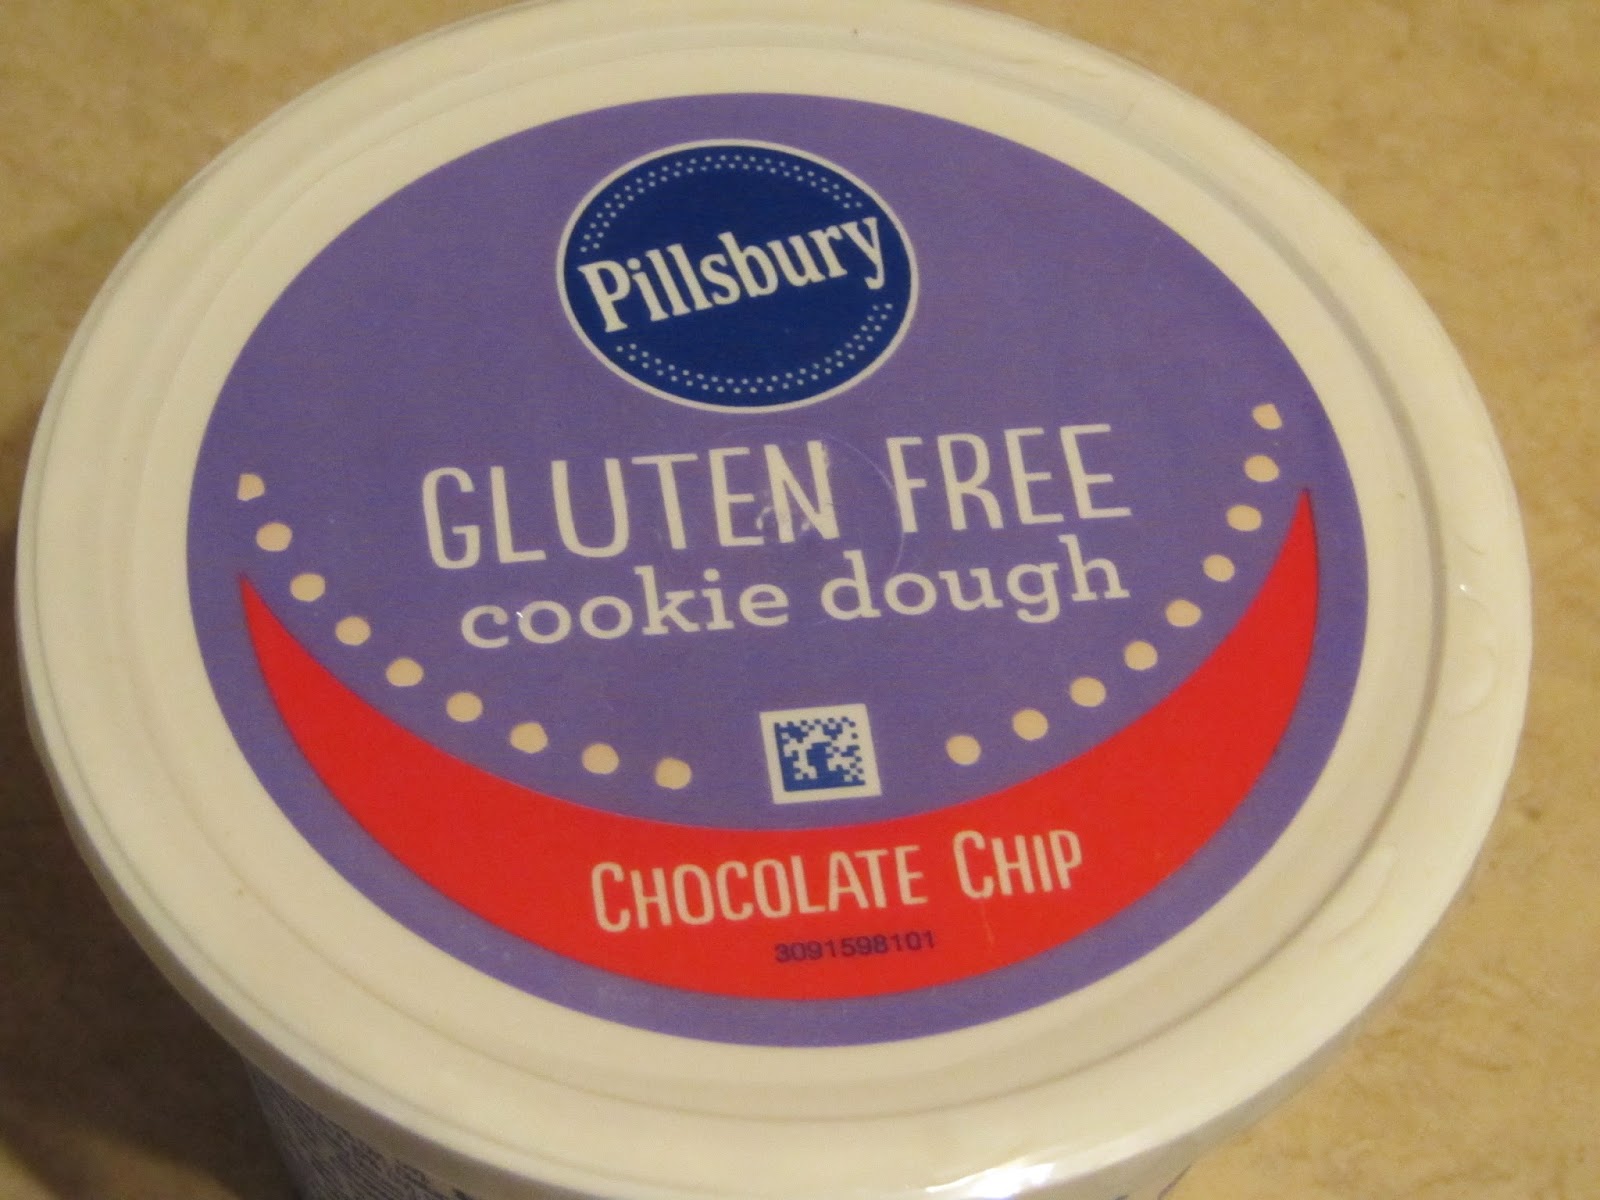 Pillsbury
GLUTEN FREE
cookie dough
CHOCOLATE CHIP
3091598101